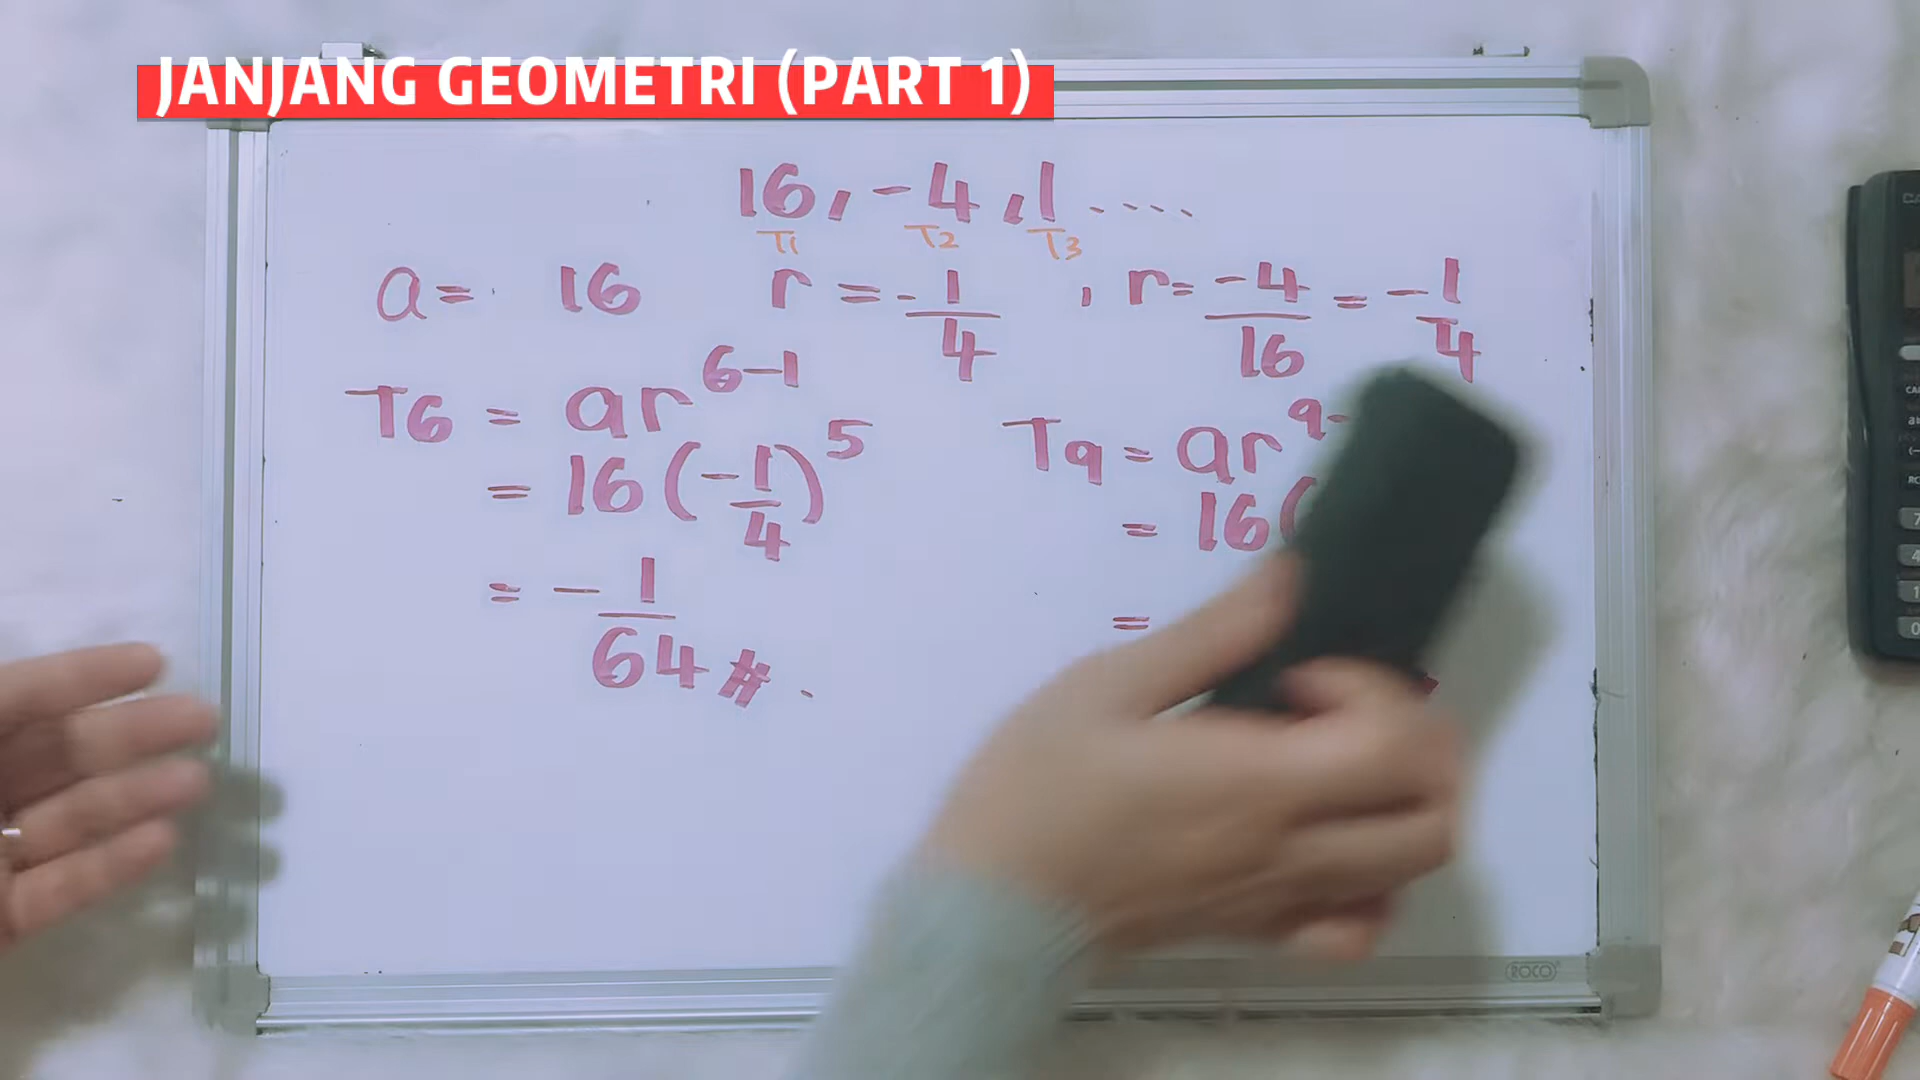 JANJANG GEOMETRI (PART 1)
16, -4, 1 ....
T1 T2 T3
a = 16 r = -1/4 , r = -4/16 = -1/4
T6 = ar^6-1
= 16(-1/4)^5
= -1/64 #
T9 = ar^9-
= 16(
=
ROCO